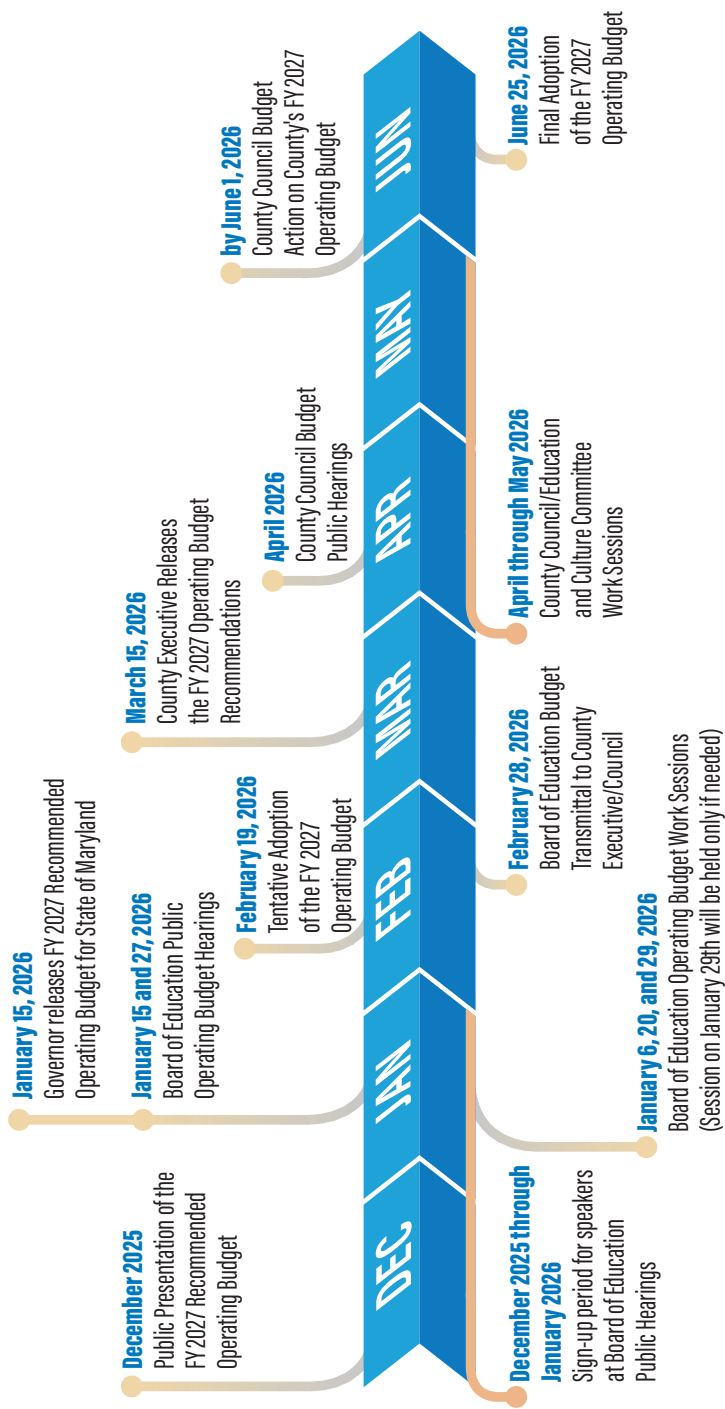 December 2025
Public Presentation of the
FY 2027 Recommended
Operating Budget
January 15, 2026
Governor releases FY 2027 Recommended
Operating Budget for State of Maryland
January 15 and 27, 2026
Board of Education Public
Operating Budget Hearings
February 19, 2026
Tentative Adoption
of the FY 2027
Operating Budget
March 15, 2026
County Executive Releases
the FY 2027 Operating Budget
Recommendations
April 2026
County Council Budget
Public Hearings
by June 1, 2026
County Council Budget
Action on County's FY 2027
Operating Budget
DEC
JAN
FEB
MAR
APR
MAY
JUN
December 2025 through
January 2026
Sign-up period for speakers
at Board of Education
Public Hearings
January 6, 20, and 29, 2026
Board of Education Operating Budget Work Sessions
(Session on January 29th will be held only if needed)
February 28, 2026
Board of Education Budget
Transmittal to County
Executive/Council
April through May 2026
County Council/Education
and Culture Committee
Work Sessions
June 25, 2026
Final Adoption
of the FY 2027
Operating Budget